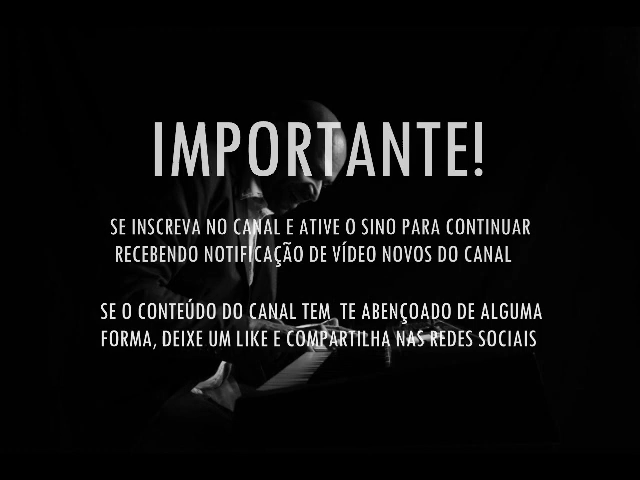 IMPORTANTE!
SE INSCREVA NO CANAL E ATIVE O SINO PARA CONTINUAR
RECEBENDO NOTIFICAÇÃO DE VÍDEO NOVOS DO CANAL
SE O CONTEÚDO DO CANAL TEM TE ABENÇOADO DE ALGUMA
FORMA, DEIXE UM LIKE E COMPARTILHA NAS REDES SOCIAIS